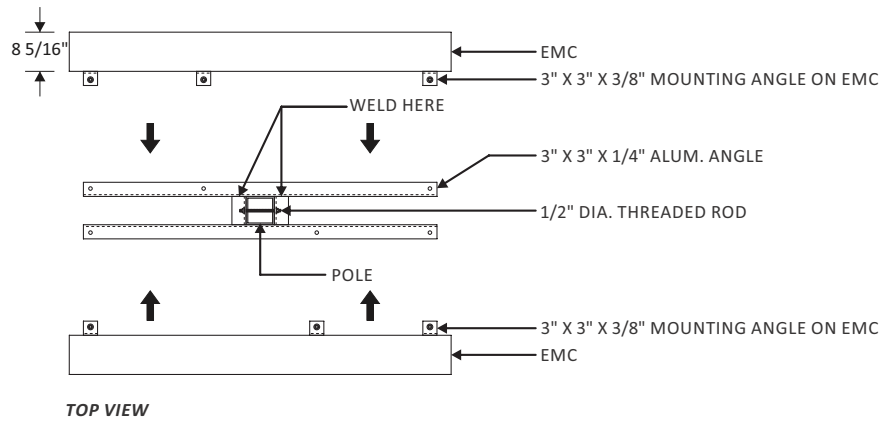 8 5/16"
EMC
3" X 3" X 3/8" MOUNTING ANGLE ON EMC
WELD HERE
3" X 3" X 1/4" ALUM. ANGLE
1/2" DIA. THREADED ROD
POLE
3" X 3" X 3/8" MOUNTING ANGLE ON EMC
EMC
TOP VIEW